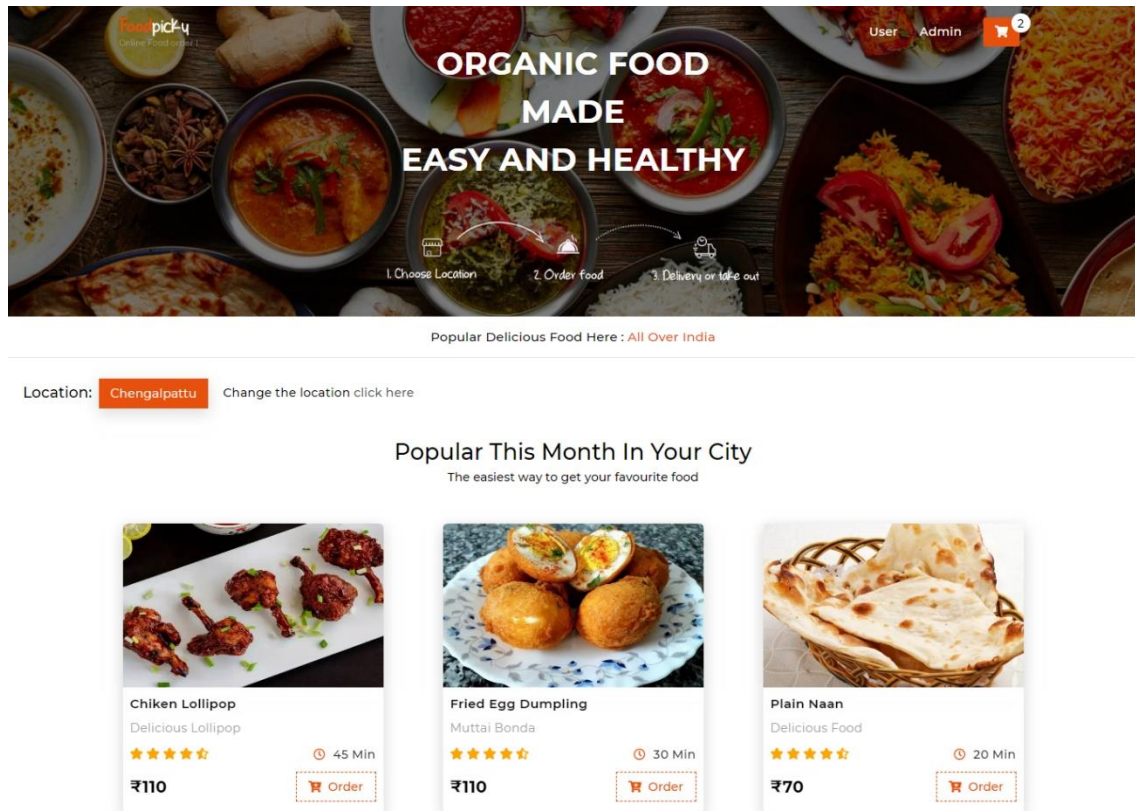 Foodpicky
Online Food order !
User Admin 2
ORGANIC FOOD
MADE
EASY AND HEALTHY
1. Choose Location 2. Order food 3. Delivery or take out
Popular Delicious Food Here : All Over India
Location: Chengalpattu Change the location click here
Popular This Month In Your City
The easiest way to get your favourite food
Chiken Lollipop
Delicious Lollipop
45 Min
₹110 Order
Fried Egg Dumpling
Muttai Bonda
30 Min
₹110 Order
Plain Naan
Delicious Food
20 Min
₹70 Order